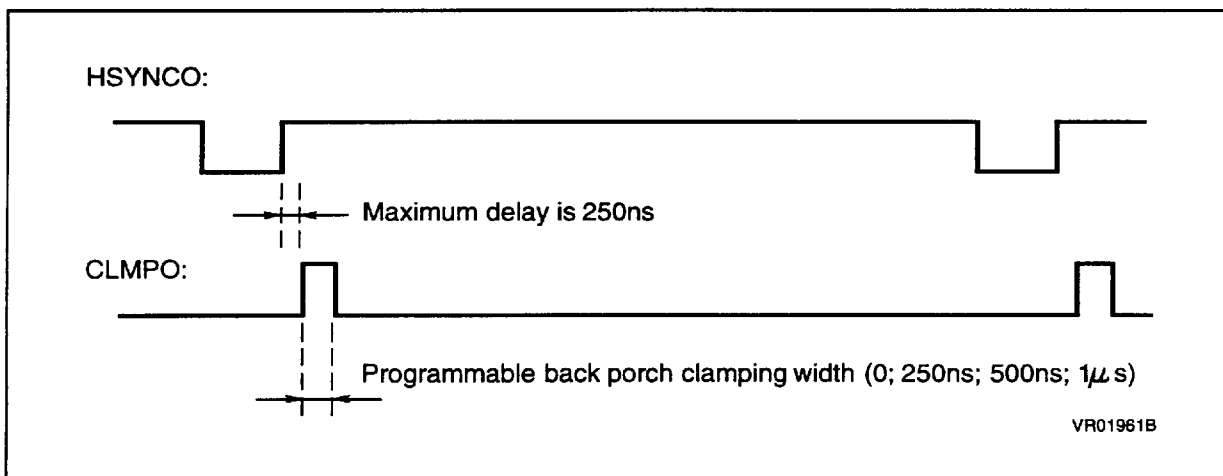 HSYNCO:
Maximum delay is 250ns
CLMPO:
Programmable back porch clamping width (0; 250ns; 500ns; 1μs)
VR01961B